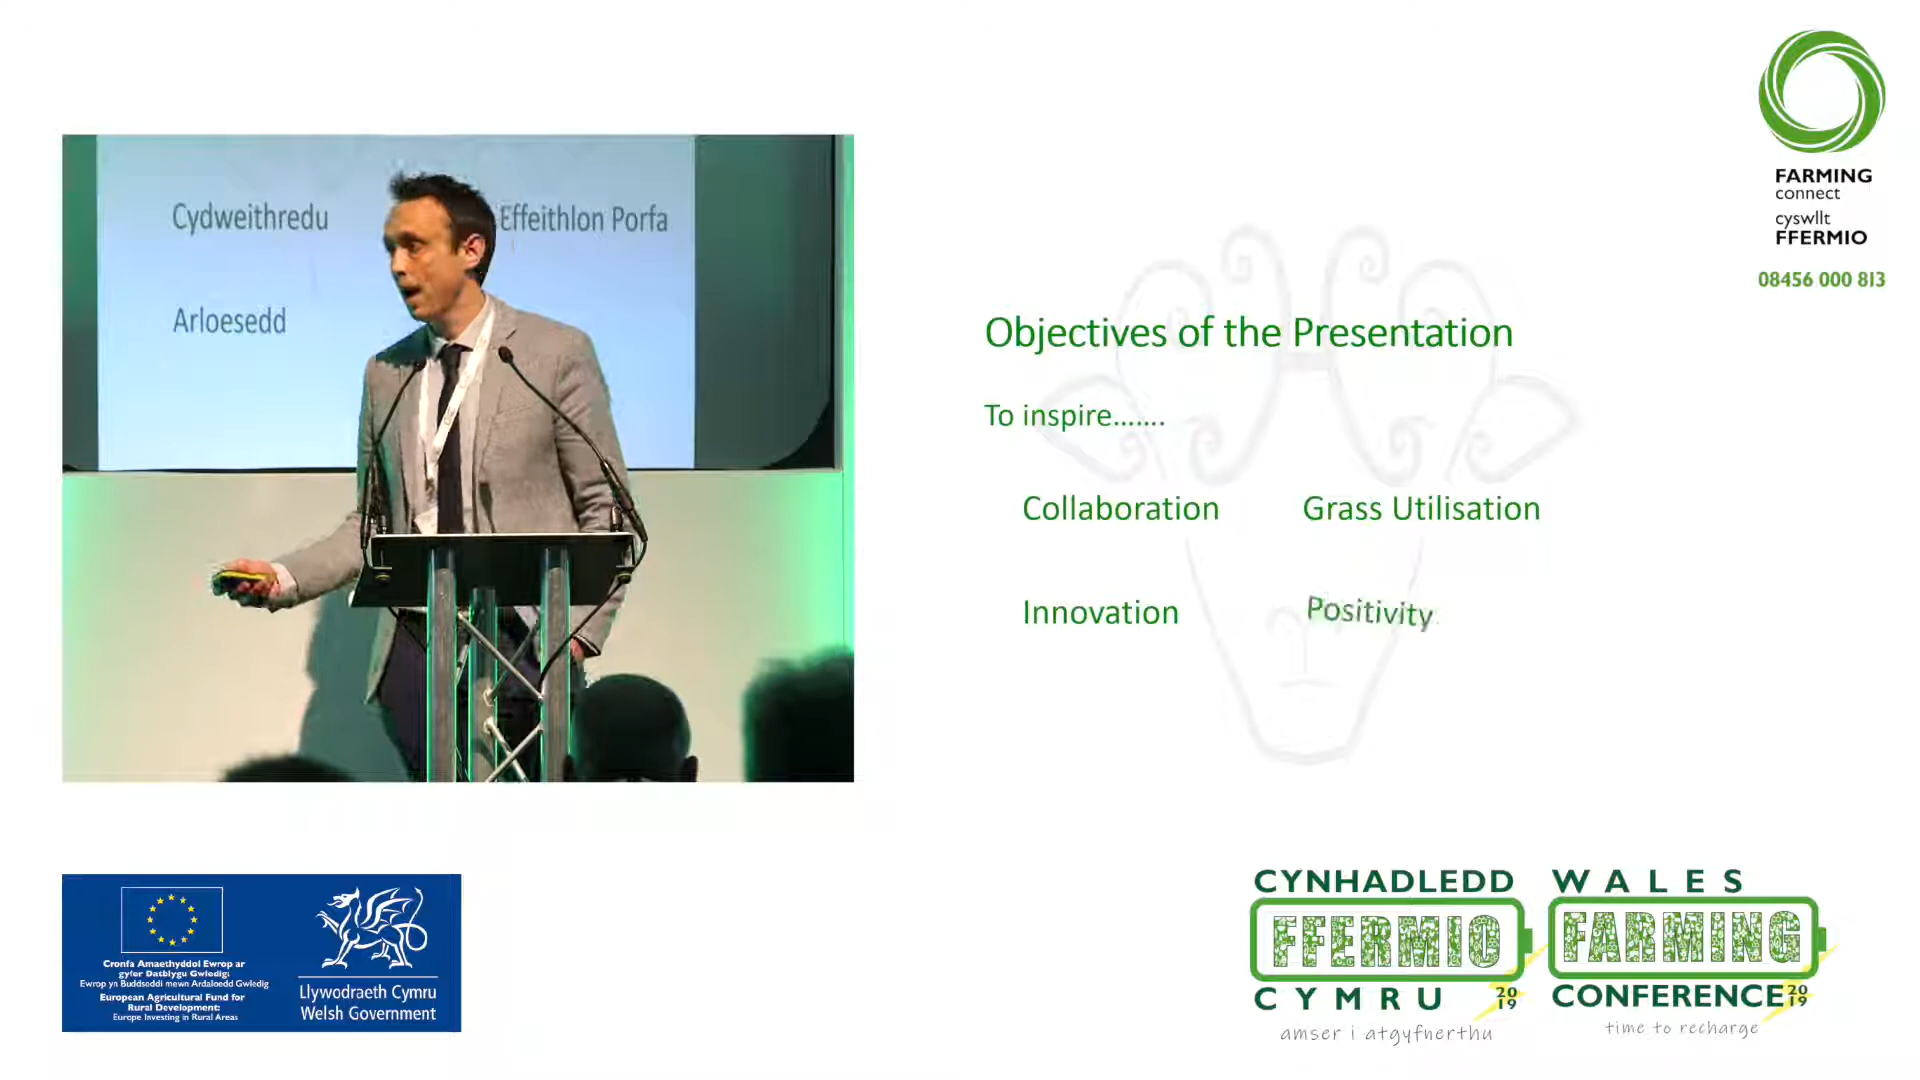 Cydweithredu
Effeithlon Porfa
Arloesedd
FARMING
connect
cyswllt
FFERMIO
08456 000 813
Objectives of the Presentation
To inspire.......
Collaboration
Grass Utilisation
Innovation
Positivity
Cronfa Amaethyddol Ewrop ar
gyfer Datblygu Gwledig:
Ewrop yn Buddsoddi mewn Ardaloedd Gwledig
European Agricultural Fund for
Rural Development:
Europe Investing in Rural Areas
Llywodraeth Cymru
Welsh Government
CYNHADLEDD
FFERMIO
CYMRU 2019
amser i atgyfnerthu
WALES
FARMING
CONFERENCE 2019
time to recharge